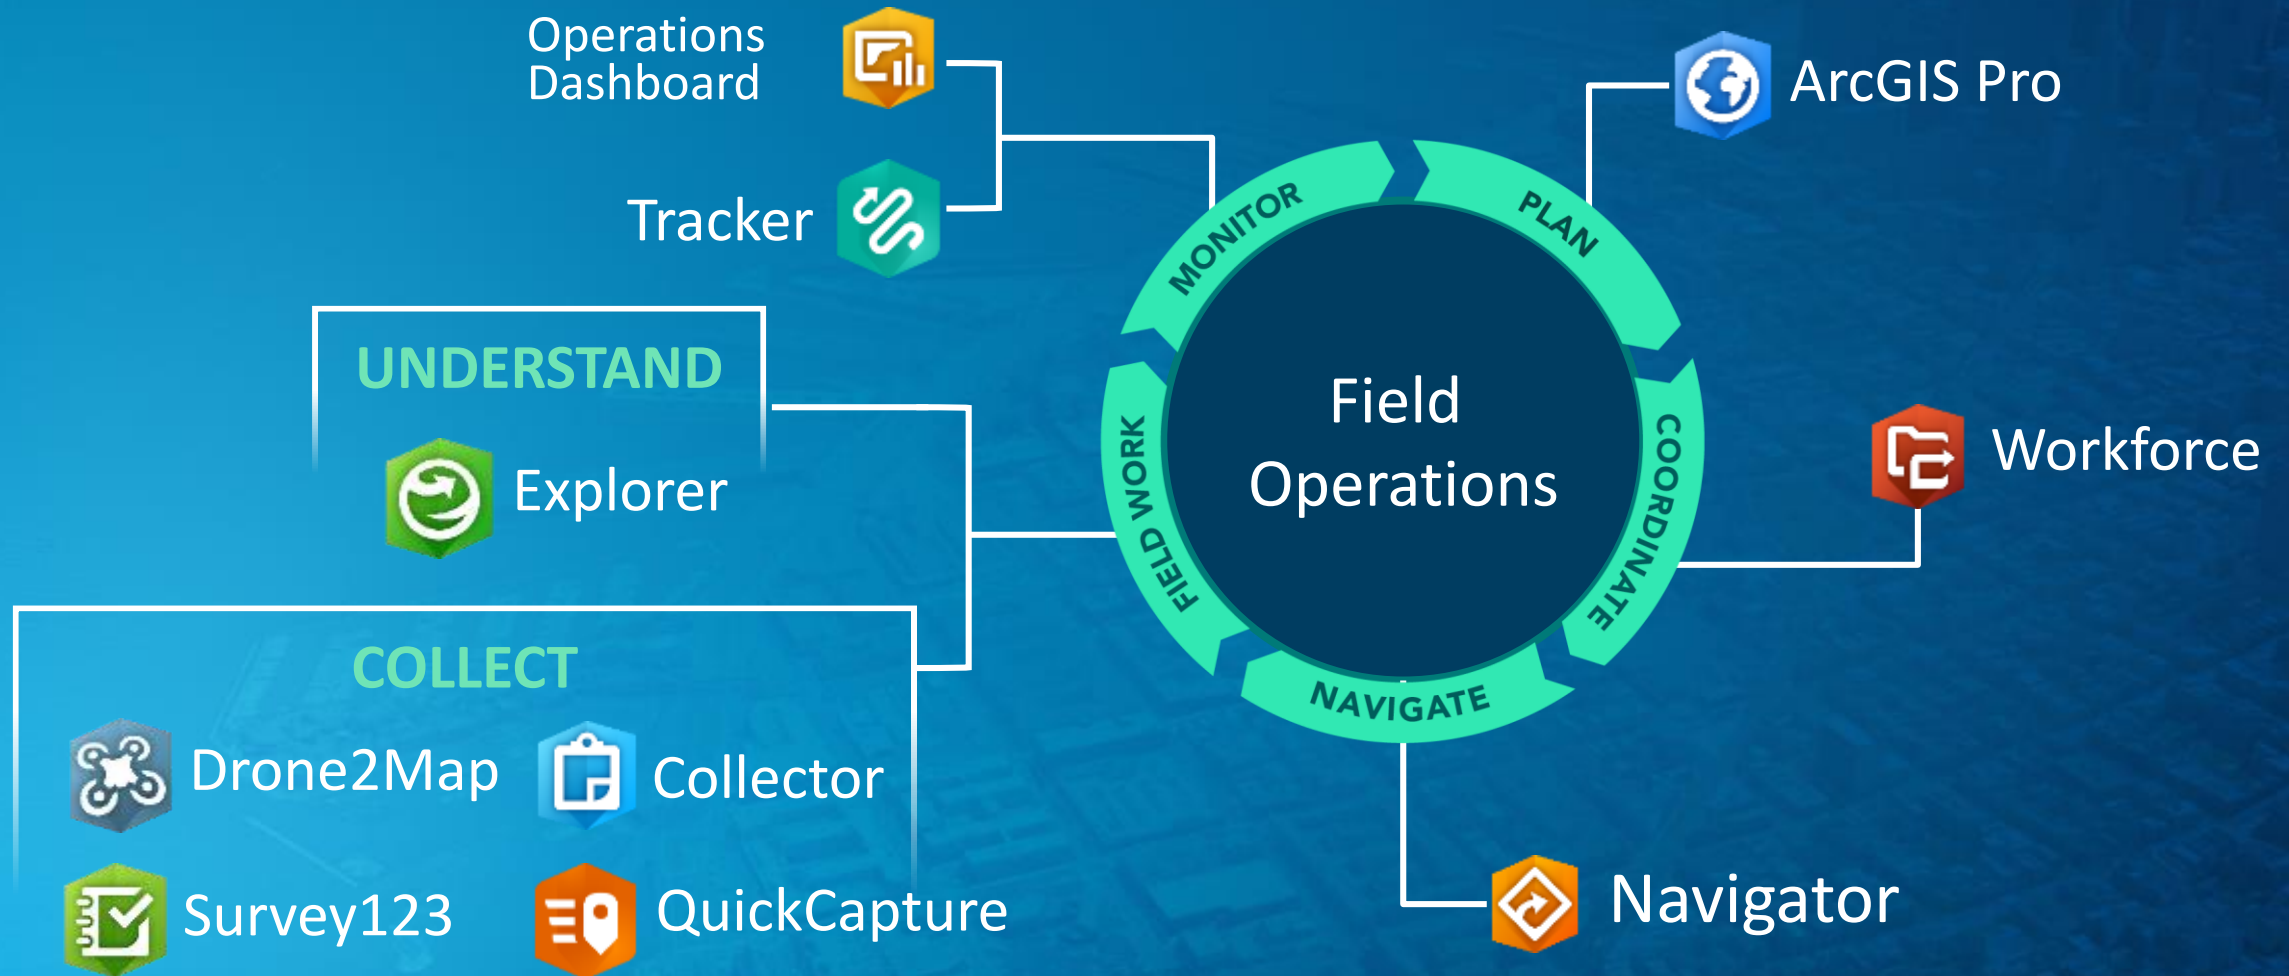 Operations
Dashboard
ArcGIS Pro
Tracker
MONITOR
PLAN
UNDERSTAND
Explorer
Field
Operations
FIELD WORK
COORDINATE
Workforce
COLLECT
NAVIGATE
Drone2Map
Collector
Survey123
QuickCapture
Navigator